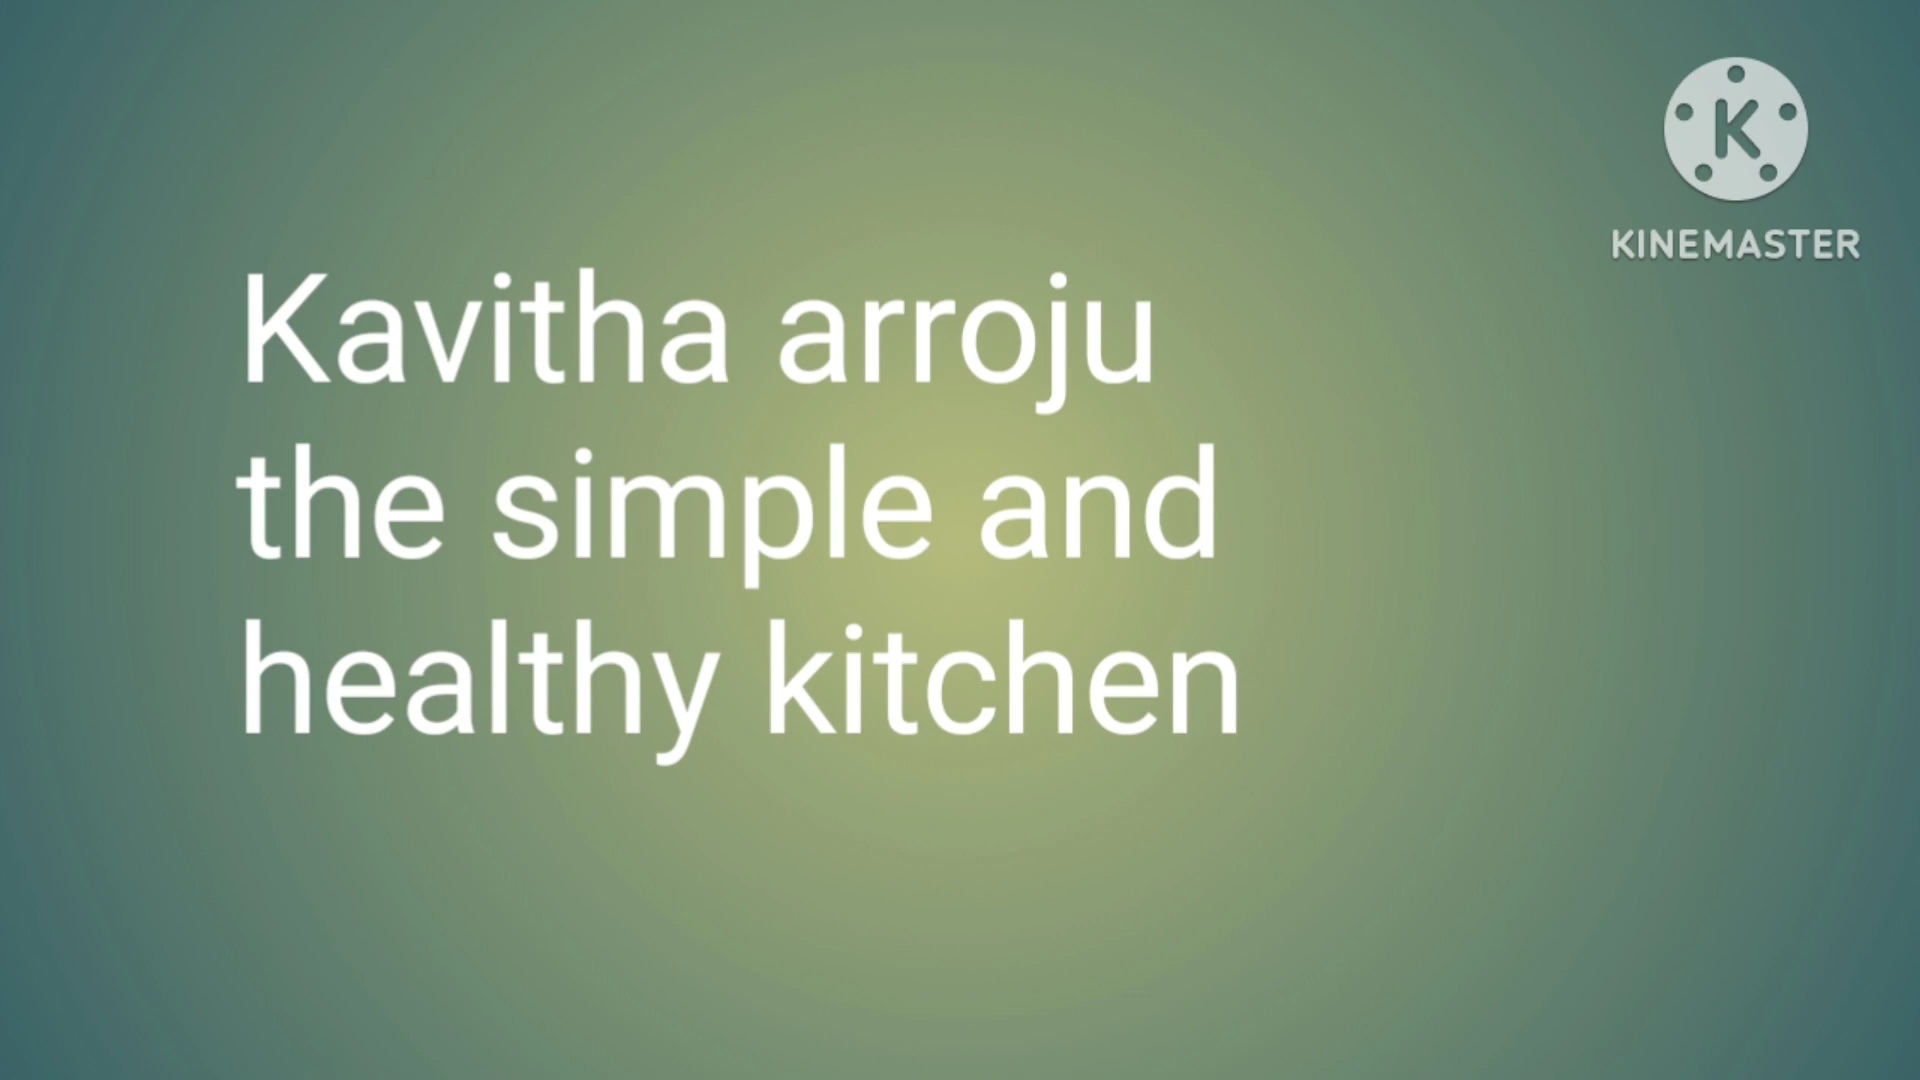 K
KINEMASTER
Kavitha arroju
the simple and
healthy kitchen